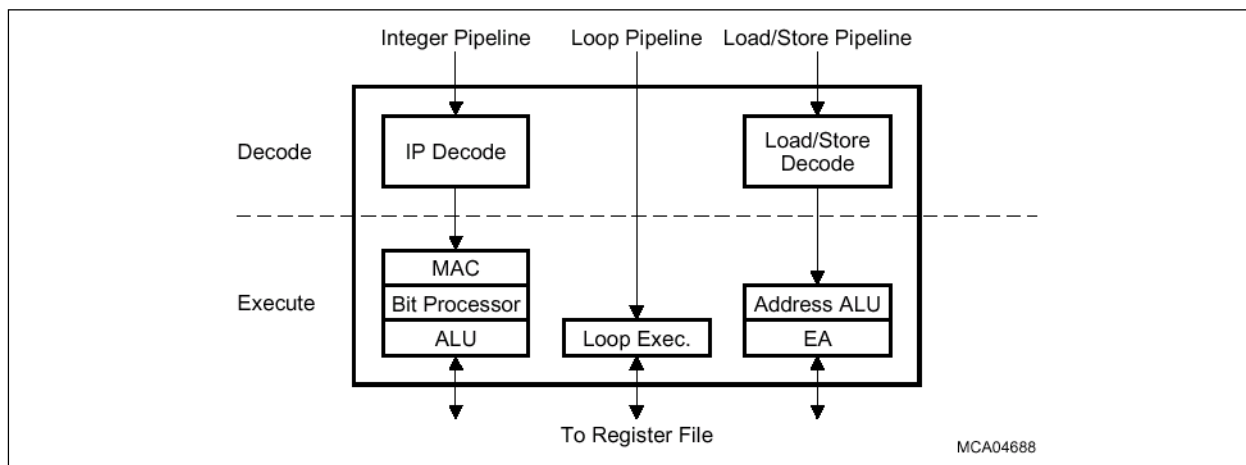 Integer Pipeline Loop Pipeline Load/Store Pipeline
Decode
IP Decode
Load/Store
Decode
Execute
MAC
Bit Processor
ALU
Loop Exec.
Address ALU
EA
To Register File
MCA04688